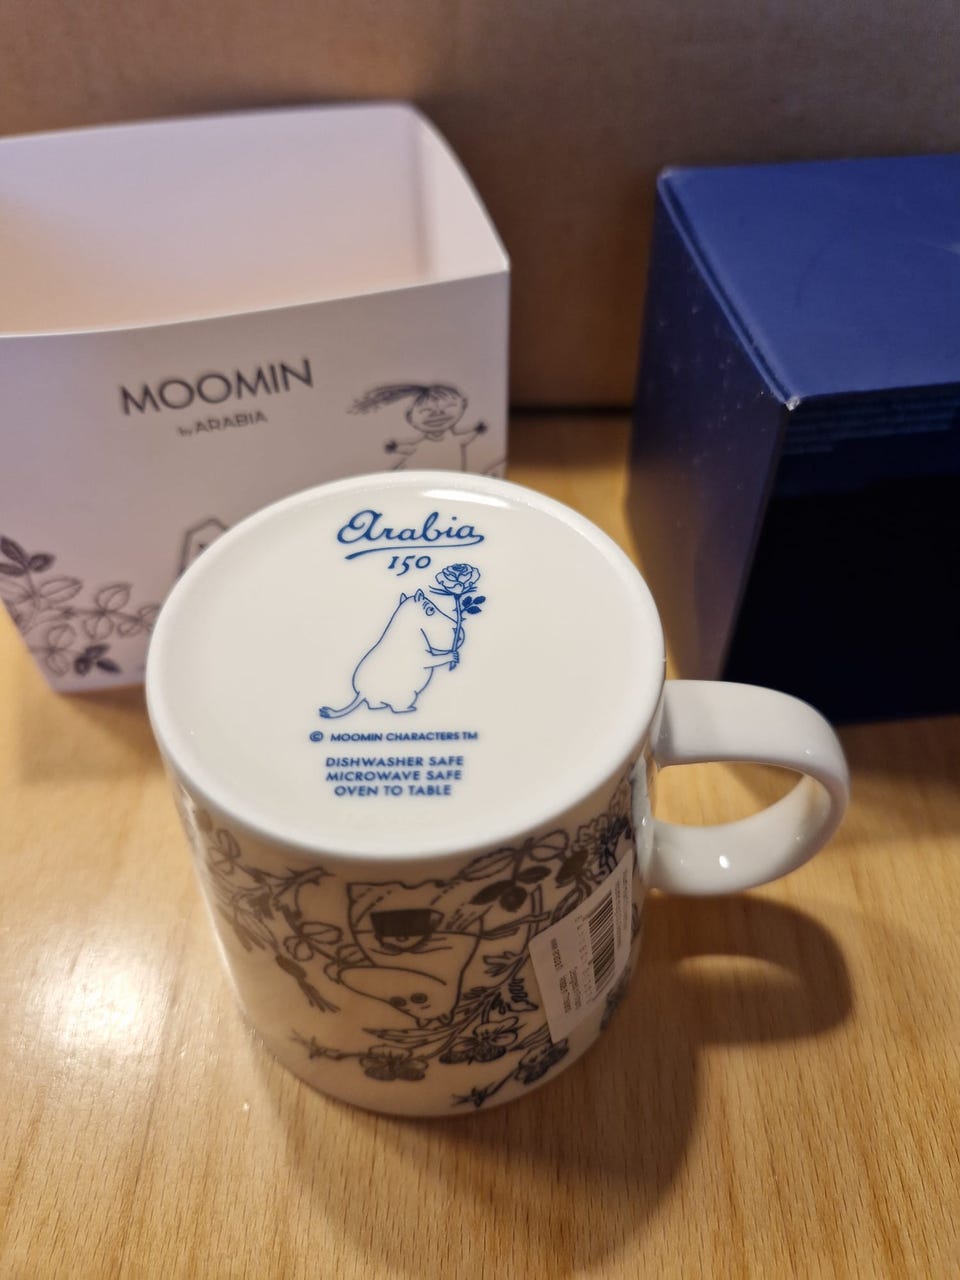 MOOMIN
by ARABIA
Arabia
150
© MOOMIN CHARACTERS TM
DISHWASHER SAFE
MICROWAVE SAFE
OVEN TO TABLE